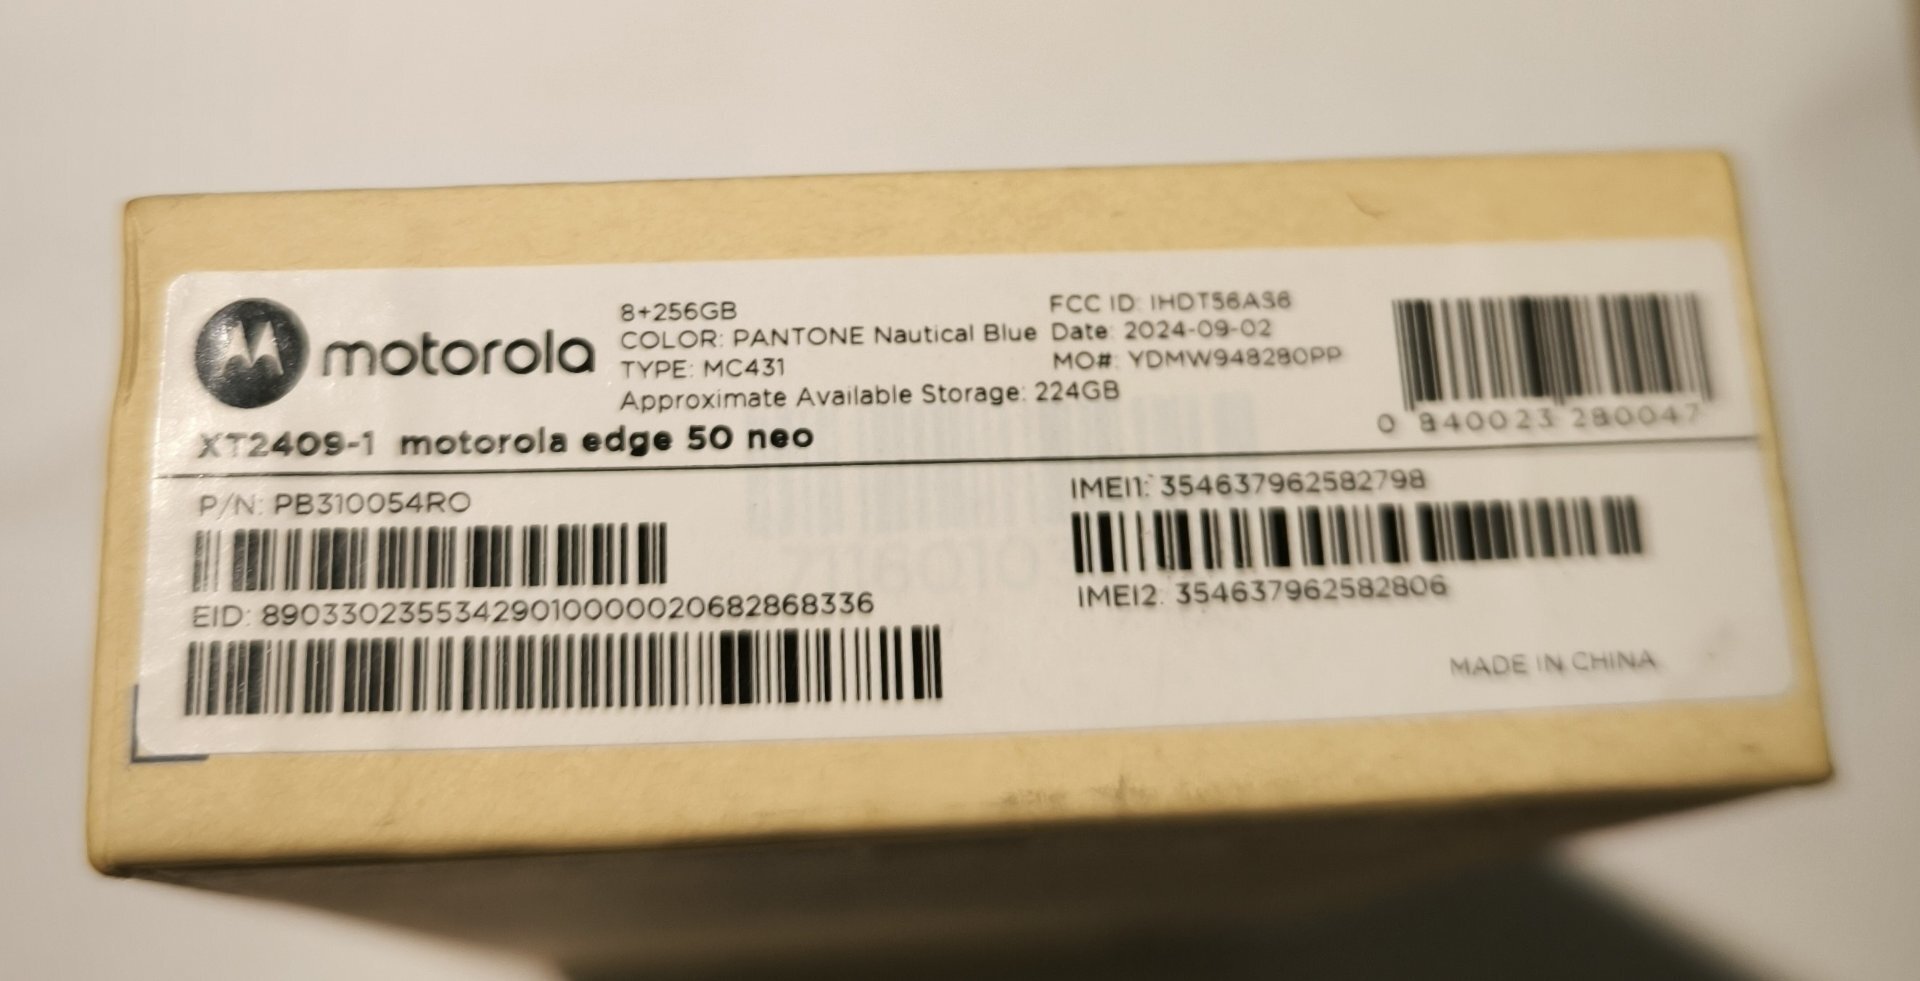 motorola
8+256GB
COLOR: PANTONE Nautical Blue
TYPE: MC431
Approximate Available Storage: 224GB
FCC ID: IHDT56AS6
Date: 2024-09-02
MO#: YDMW948280PP
0 840023 280047
XT2409-1 motorola edge 50 neo
P/N: PB310054RO
EID: 89033023553429010000020682868336
IMEI1: 354637962582798
IMEI2: 354637962582806
MADE IN CHINA